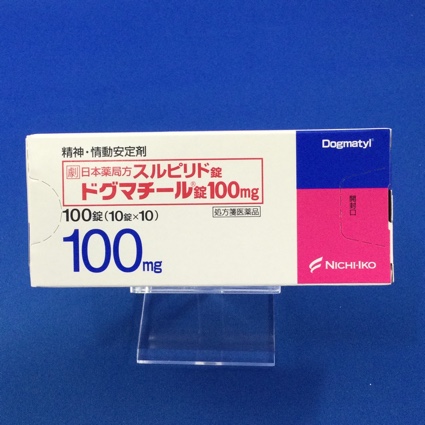 精神・情動安定剤
劇 日本薬局方 スルピリド錠
ドグマチール®錠100mg
100錠(10錠×10)
処方箋医薬品
100mg
Dogmatyl®
開封口
NICHI-IKO